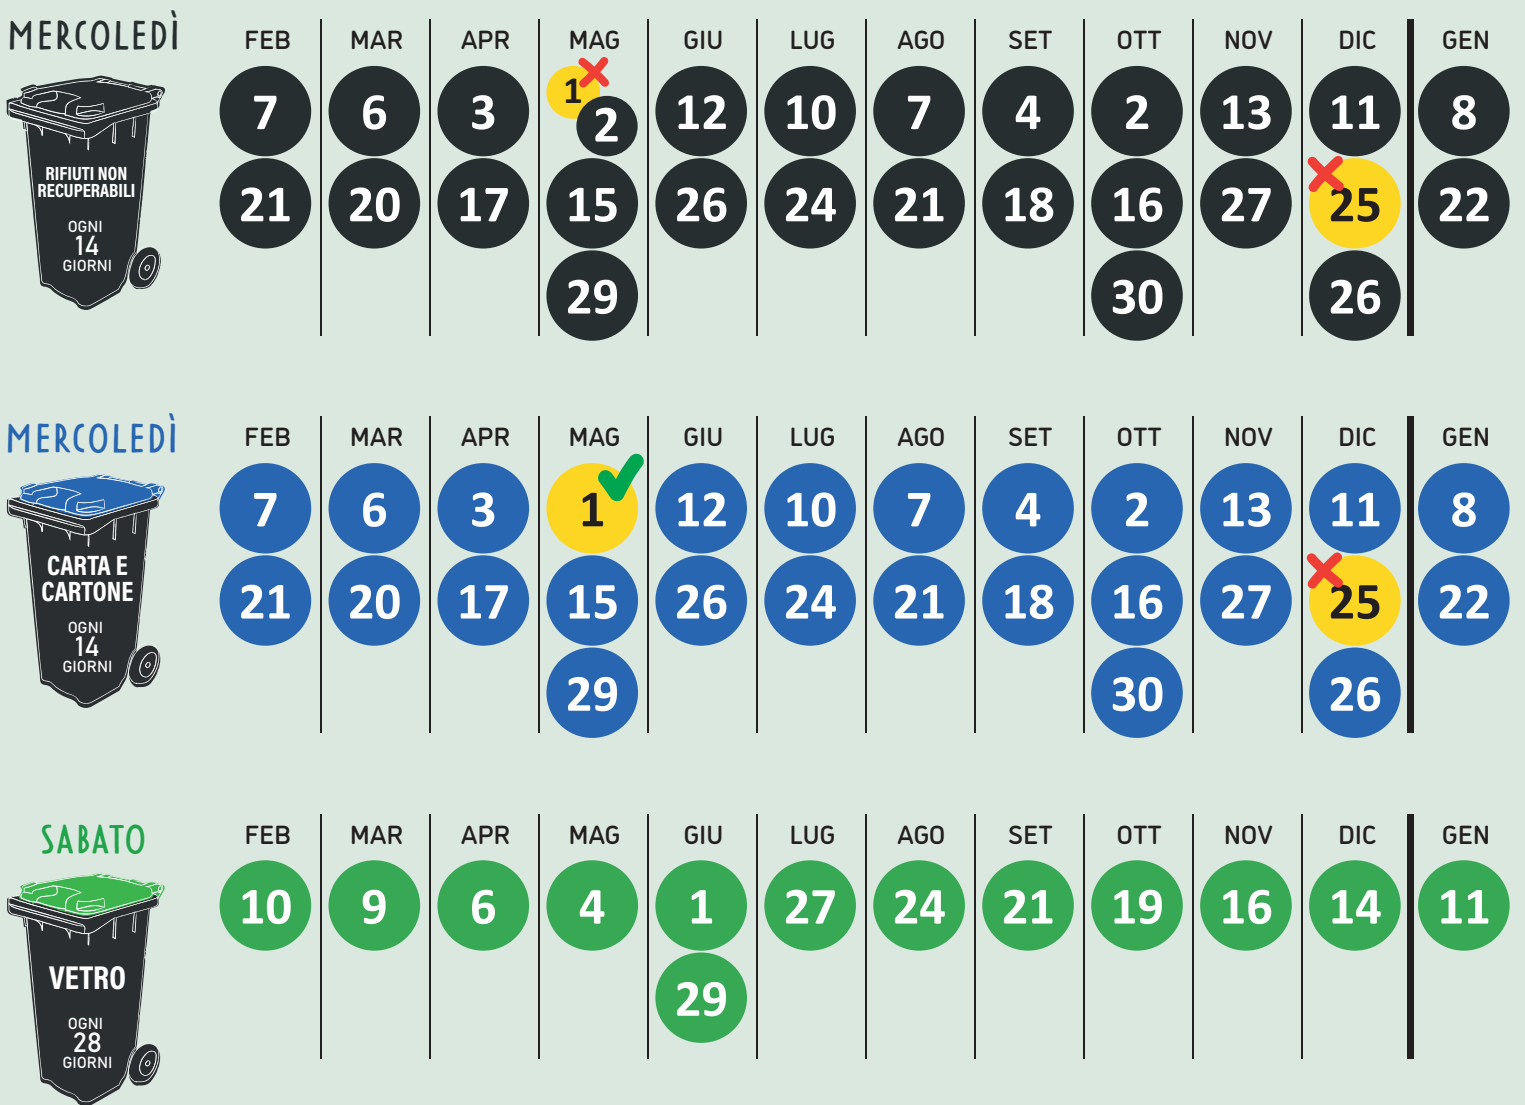 MERCOLEDÌ
FEB MAR APR MAG GIU LUG AGO SET OTT NOV DIC GEN
7 6 3 1 2 12 10 7 4 2 13 11 8
RIFIUTI NON
RECUPERABILI
21 20 17 15 26 24 21 18 16 27 25 22
OGNI
14
GIORNI
29 30 26
MERCOLEDÌ
FEB MAR APR MAG GIU LUG AGO SET OTT NOV DIC GEN
7 6 3 1 12 10 7 4 2 13 11 8
CARTA E
CARTONE
21 20 17 15 26 24 21 18 16 27 25 22
OGNI
14
GIORNI
29 30 26
SABATO
FEB MAR APR MAG GIU LUG AGO SET OTT NOV DIC GEN
10 9 6 4 1 27 24 21 19 16 14 11
VETRO
29
OGNI
28
GIORNI